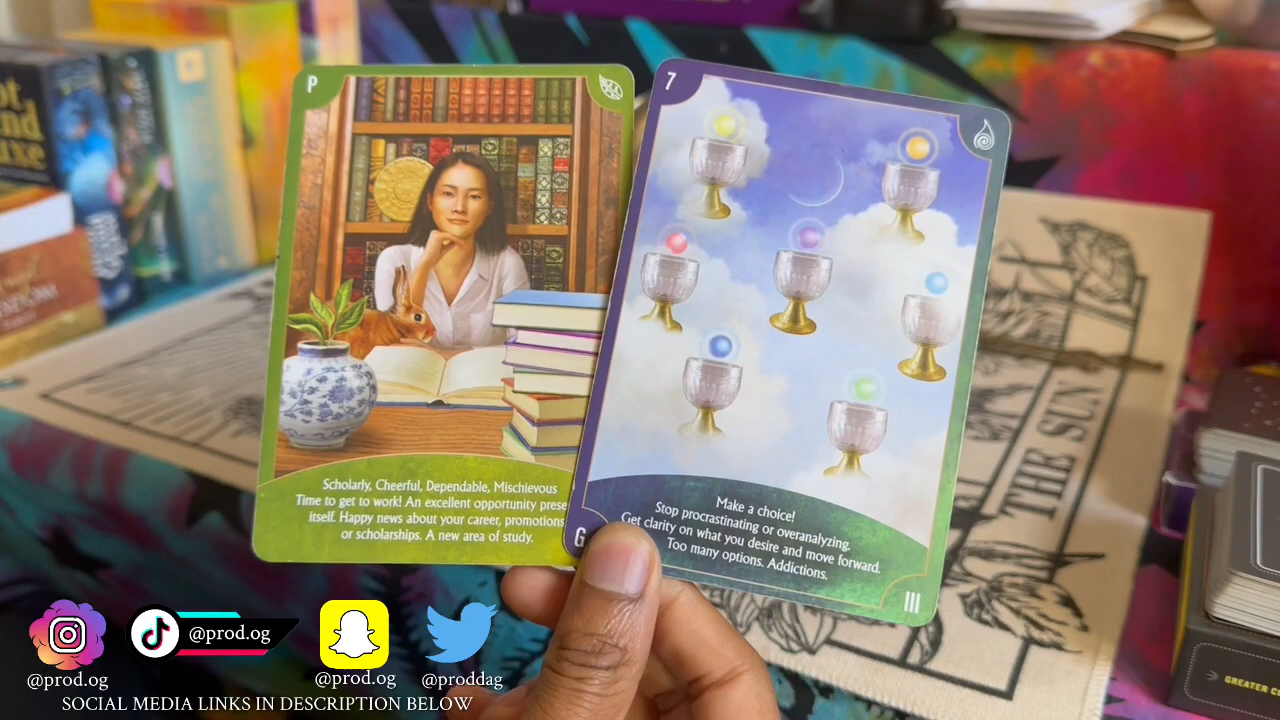 P
Scholarly, Cheerful, Dependable, Mischievous
Time to get to work! An excellent opportunity prese
itself. Happy news about your career, promotions
or scholarships. A new area of study.
7
Make a choice!
Stop procrastinating or overanalyzing.
Get clarity on what you desire and move forward.
Too many options. Addictions.
G
III
THE SUN
GREATER CO
@prod.og
@prod.og
@prod.og
@proddag
SOCIAL MEDIA LINKS IN DESCRIPTION BELOW